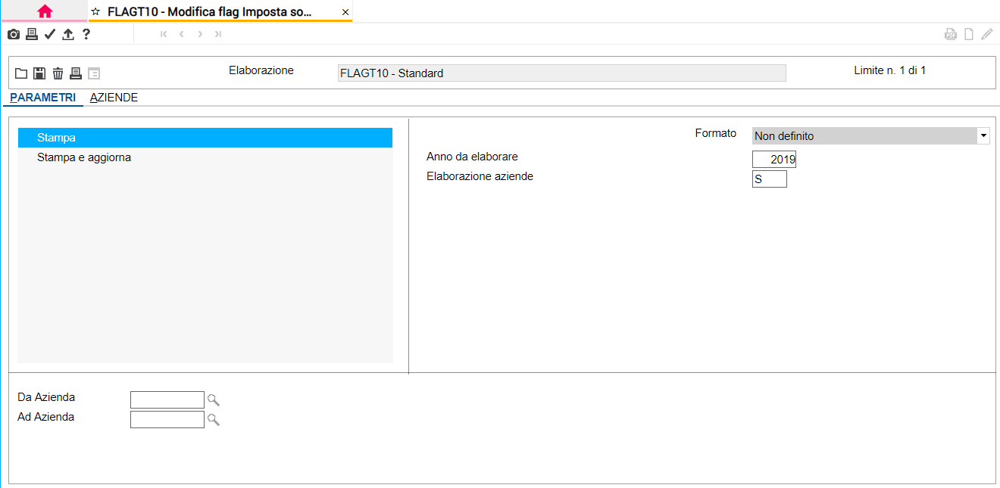 FLAGT10 - Modifica flag Imposta so...
Elaborazione FLAGT10 - Standard Limite n. 1 di 1
PARAMETRI AZIENDE
Stampa
Stampa e aggiorna
Formato Non definito
Anno da elaborare 2019
Elaborazione aziende S
Da Azienda
Ad Azienda